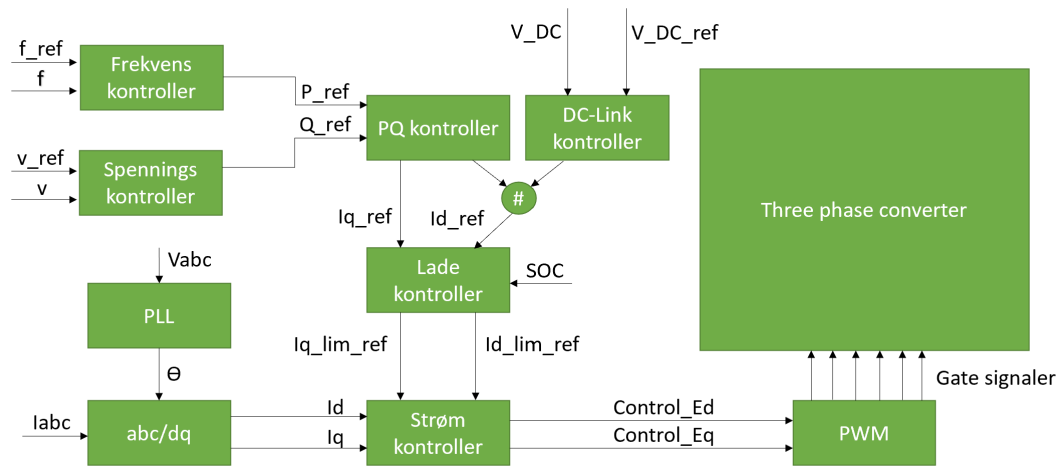 V_DC
V_DC_ref
f_ref
f
Frekvens
kontroller
P_ref
Q_ref
PQ kontroller
DC-Link
kontroller
v_ref
v
Spennings
kontroller
#
Iq_ref
Id_ref
Three phase converter
Vabc
PLL
Lade
kontroller
SOC
Iq_lim_ref
Id_lim_ref
ϴ
Gate signaler
Iabc
abc/dq
Id
Iq
Strøm
kontroller
Control_Ed
Control_Eq
PWM